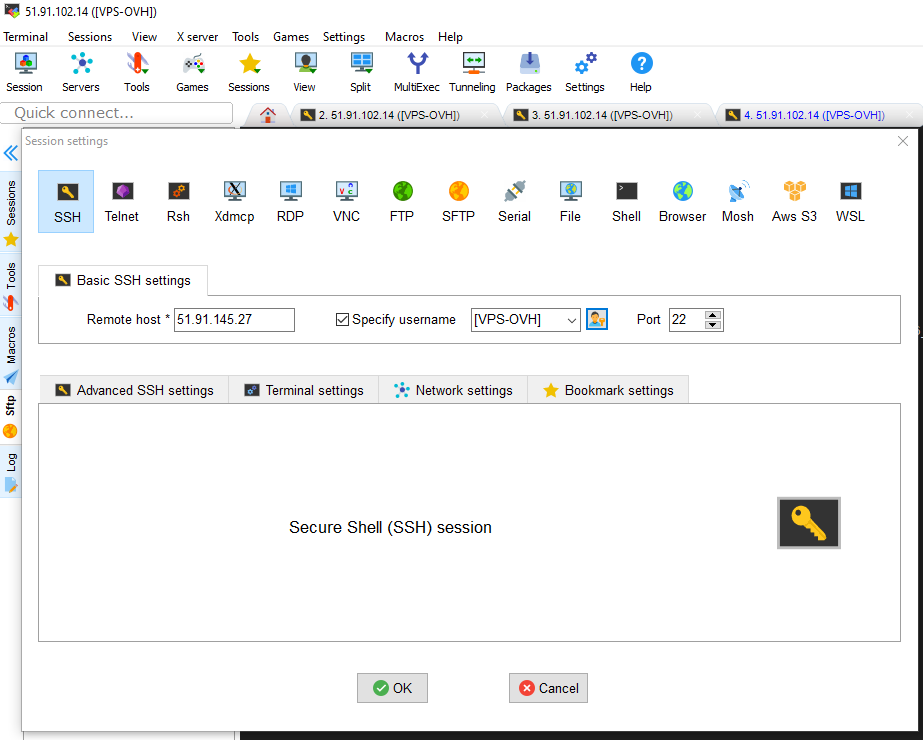 51.91.102.14 ([VPS-OVH])
Terminal Sessions View X server Tools Games Settings Macros Help
Session Servers Tools Games Sessions View Split MultiExec Tunneling Packages Settings Help
Quick connect... 2. 51.91.102.14 ([VPS-OVH]) 3. 51.91.102.14 ([VPS-OVH]) 4. 51.91.102.14 ([VPS-OVH])
Session settings
Sessions
Tools
Macros
Sftp
Log
SSH Telnet Rsh Xdmcp RDP VNC FTP SFTP Serial File Shell Browser Mosh Aws S3 WSL
Basic SSH settings
Remote host * 51.91.145.27 Specify username [VPS-OVH] Port 22
Advanced SSH settings Terminal settings Network settings Bookmark settings
Secure Shell (SSH) session
OK Cancel